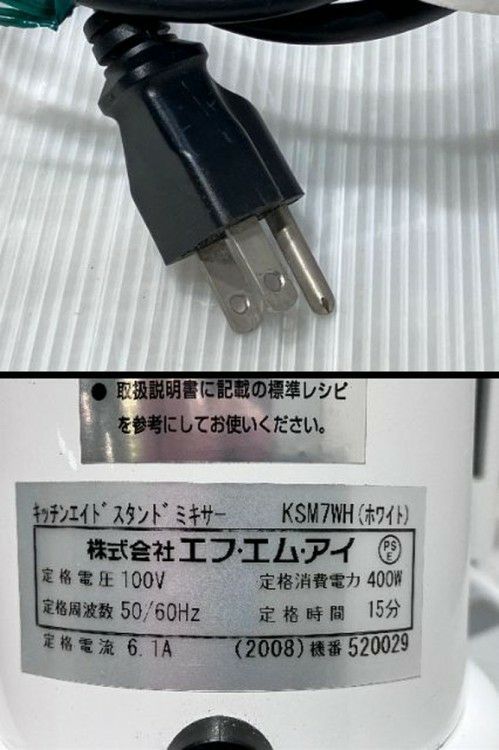 ● 取扱説明書に記載の標準レシピ
を参考にしてお使いください。
キッチンエイド スタンド ミキサー KSM7WH(ホワイト)
株式会社 エフ・エム・アイ PSE
定格電圧 100V 定格消費電力 400W
定格周波数 50/60Hz 定格時間 15分
定格電流 6.1A (2008) 機番 520029